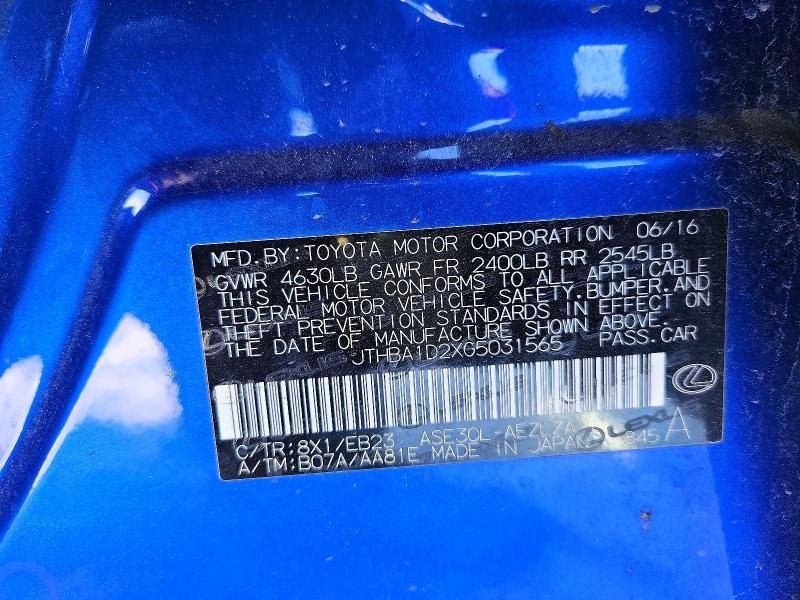 MFD.BY:TOYOTA MOTOR CORPORATION 06/16
GVWR 4630LB GAWR FR 2400LB RR 2545LB
THIS VEHICLE CONFORMS TO ALL APPLICABLE
FEDERAL MOTOR VEHICLE SAFETY,BUMPER,AND
THEFT PREVENTION STANDARDS IN EFFECT ON
THE DATE OF MANUFACTURE SHOWN ABOVE.
JTHBA1D2XG5031565 PASS.CAR
C/TR:8X1/EB23 ASE30L-AEZLZA
A/TM:B07A/AA81E MADE IN JAPAN LEXUS 845 A